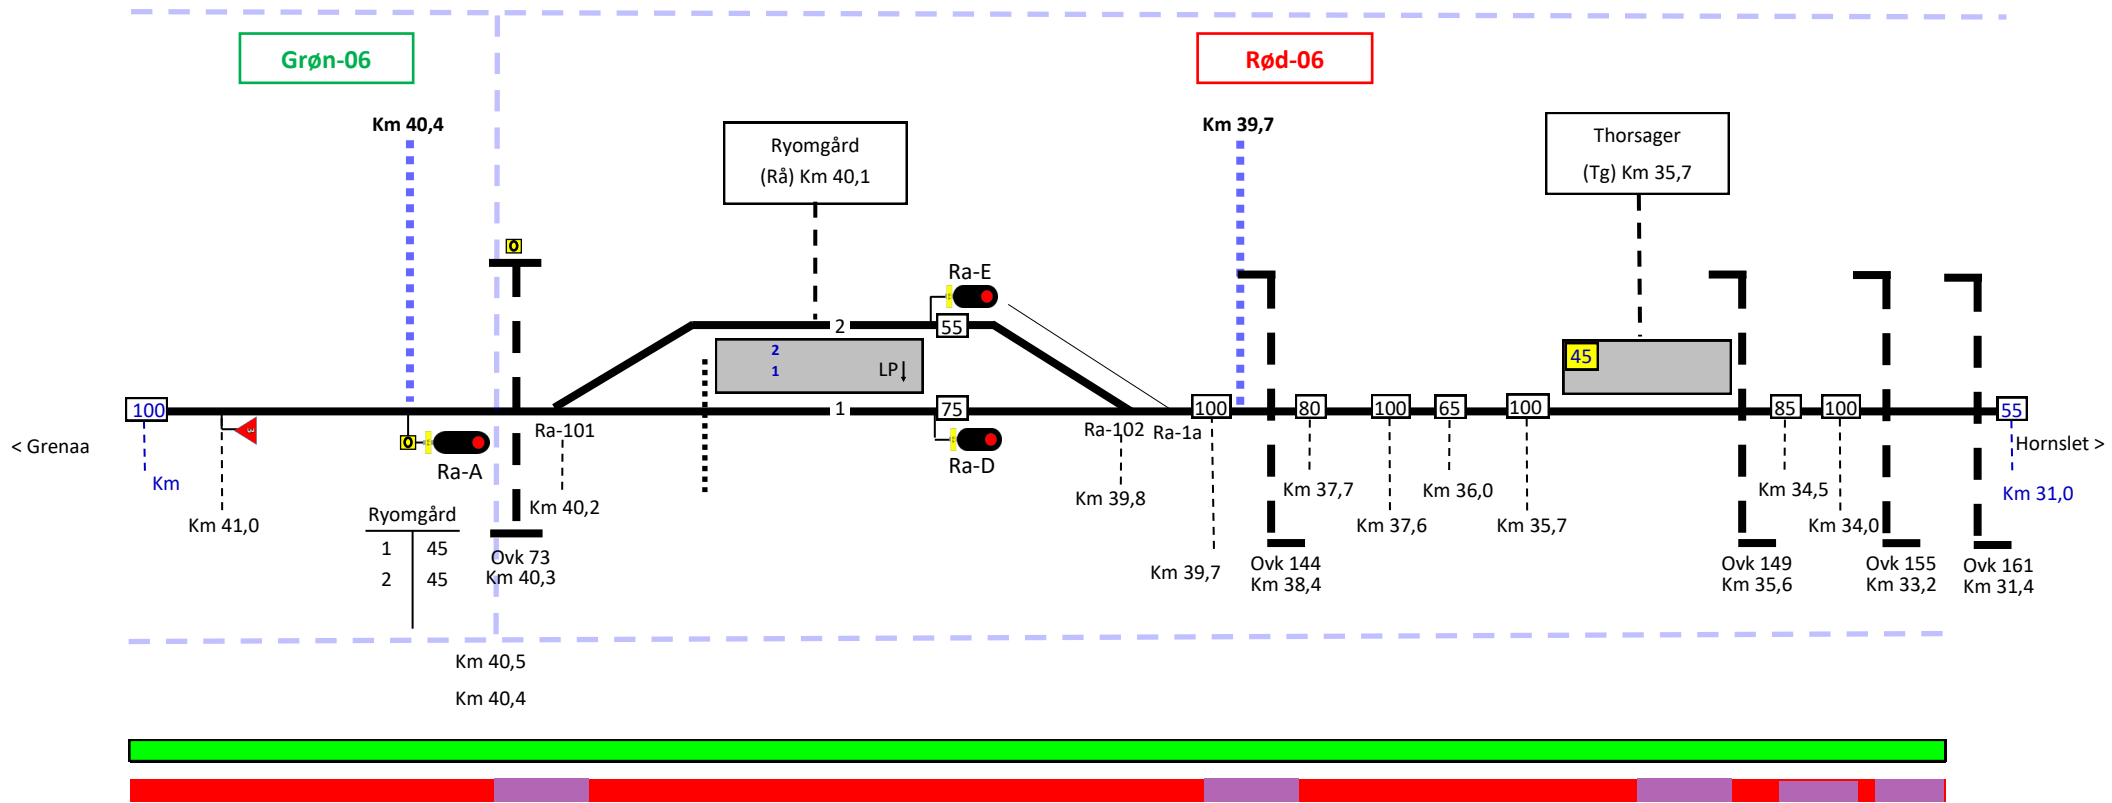 Grøn-06
Rød-06
Km 40,4
Km 39,7
Ryomgård
(Rå) Km 40,1
Thorsager
(Tg) Km 35,7
0
Ra-E
2
55
2
1
LP
45
100
1
75
100
80
100
65
100
85
100
55
< Grenaa
Hornslet >
0
Ra-A
Ra-101
Ra-D
Ra-102
Ra-1a
Km
Km 41,0
Km 40,2
Km 39,8
Km 39,7
Km 37,7
Km 37,6
Km 36,0
Km 35,7
Km 34,5
Km 34,0
Km 31,0
Ryomgård
1 45
2 45
Ovk 73
Km 40,3
Ovk 144
Km 38,4
Ovk 149
Km 35,6
Ovk 155
Km 33,2
Ovk 161
Km 31,4
Km 40,5
Km 40,4